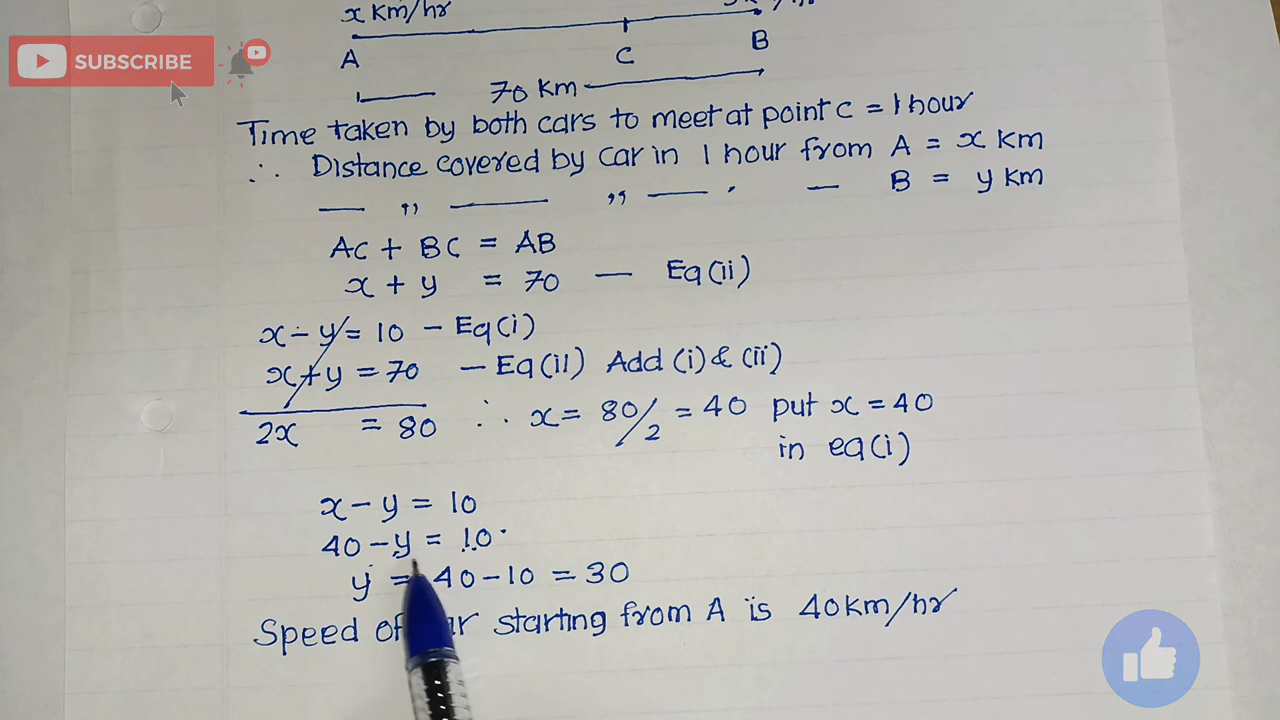 x Km/hr
A C B
SUBSCRIBE
70 Km
Time taken by both cars to meet at point C = 1 hour
∴ Distance covered by car in 1 hour from A = x Km
— ,, — ,, — — B = y Km
AC + BC = AB
x + y = 70 — Eq(ii)
x - y = 10 - Eq(i)
x + y = 70 - Eq(ii) Add (i) & (ii)
2x = 80 ∴ x = 80/2 = 40 put x = 40
in eq(i)
x - y = 10
40 - y = 10
y = 40 - 10 = 30
Speed of starting from A is 40km/hr